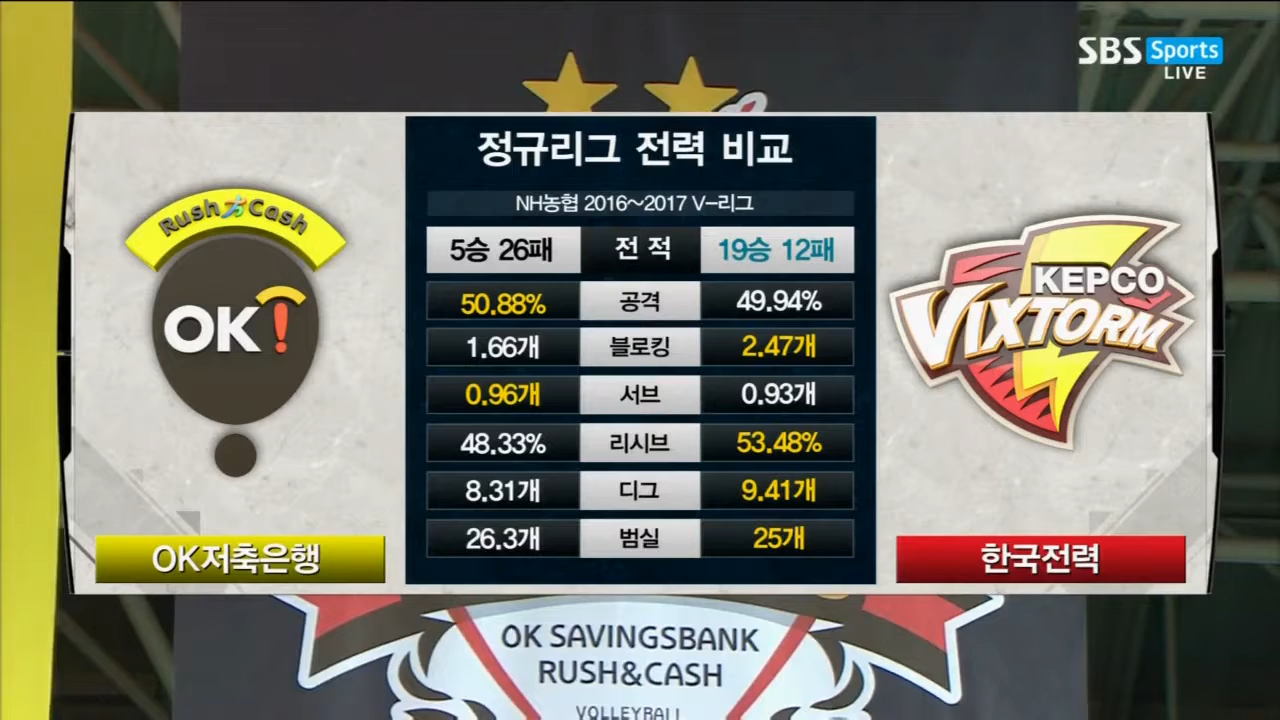 SBS Sports
LIVE
정규리그 전력 비교
NH농협 2016~2017 V-리그
5승 26패 전 적 19승 12패
50.88% 공격 49.94%
1.66개 블로킹 2.47개
0.96개 서브 0.93개
48.33% 리시브 53.48%
8.31개 디그 9.41개
26.3개 범실 25개
Rush Cash
OK!
OK저축은행
KEPCO
VIXTORM
한국전력
OK SAVINGSBANK
RUSH&CASH
VOLLEYBALL